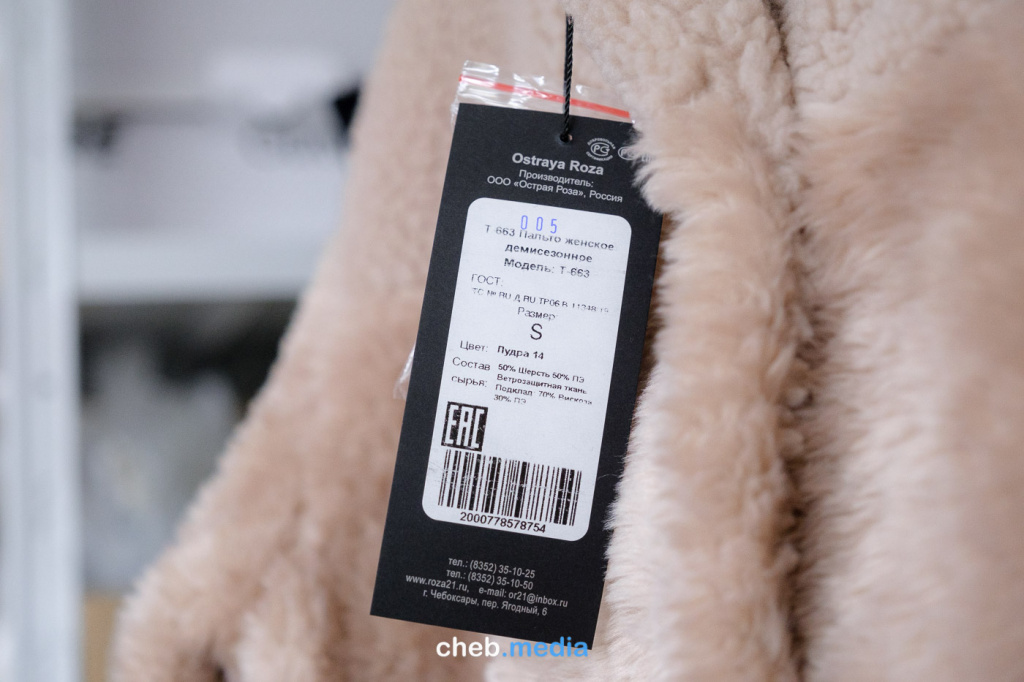 РС
Ostraya Roza
Производитель:
ООО «Острая Роза», Россия
005
Т-663 Пальто женское
демисезонное
Модель: Т-663
ГОСТ:
Размер:
S
Цвет: Пудра 14
Состав сырья: 50% Шерсть 50% ПЭ
Ветрозащитная ткань
Подклад: 70% Вискоза
30% ПЭ
EAC
2000778578754
тел.: (8352) 35-10-25
тел.: (8352) 35-10-50
www.roza21.ru, e-mail: or21@inbox.ru
г. Чебоксары, пер. Ягодный, 6
cheb.media